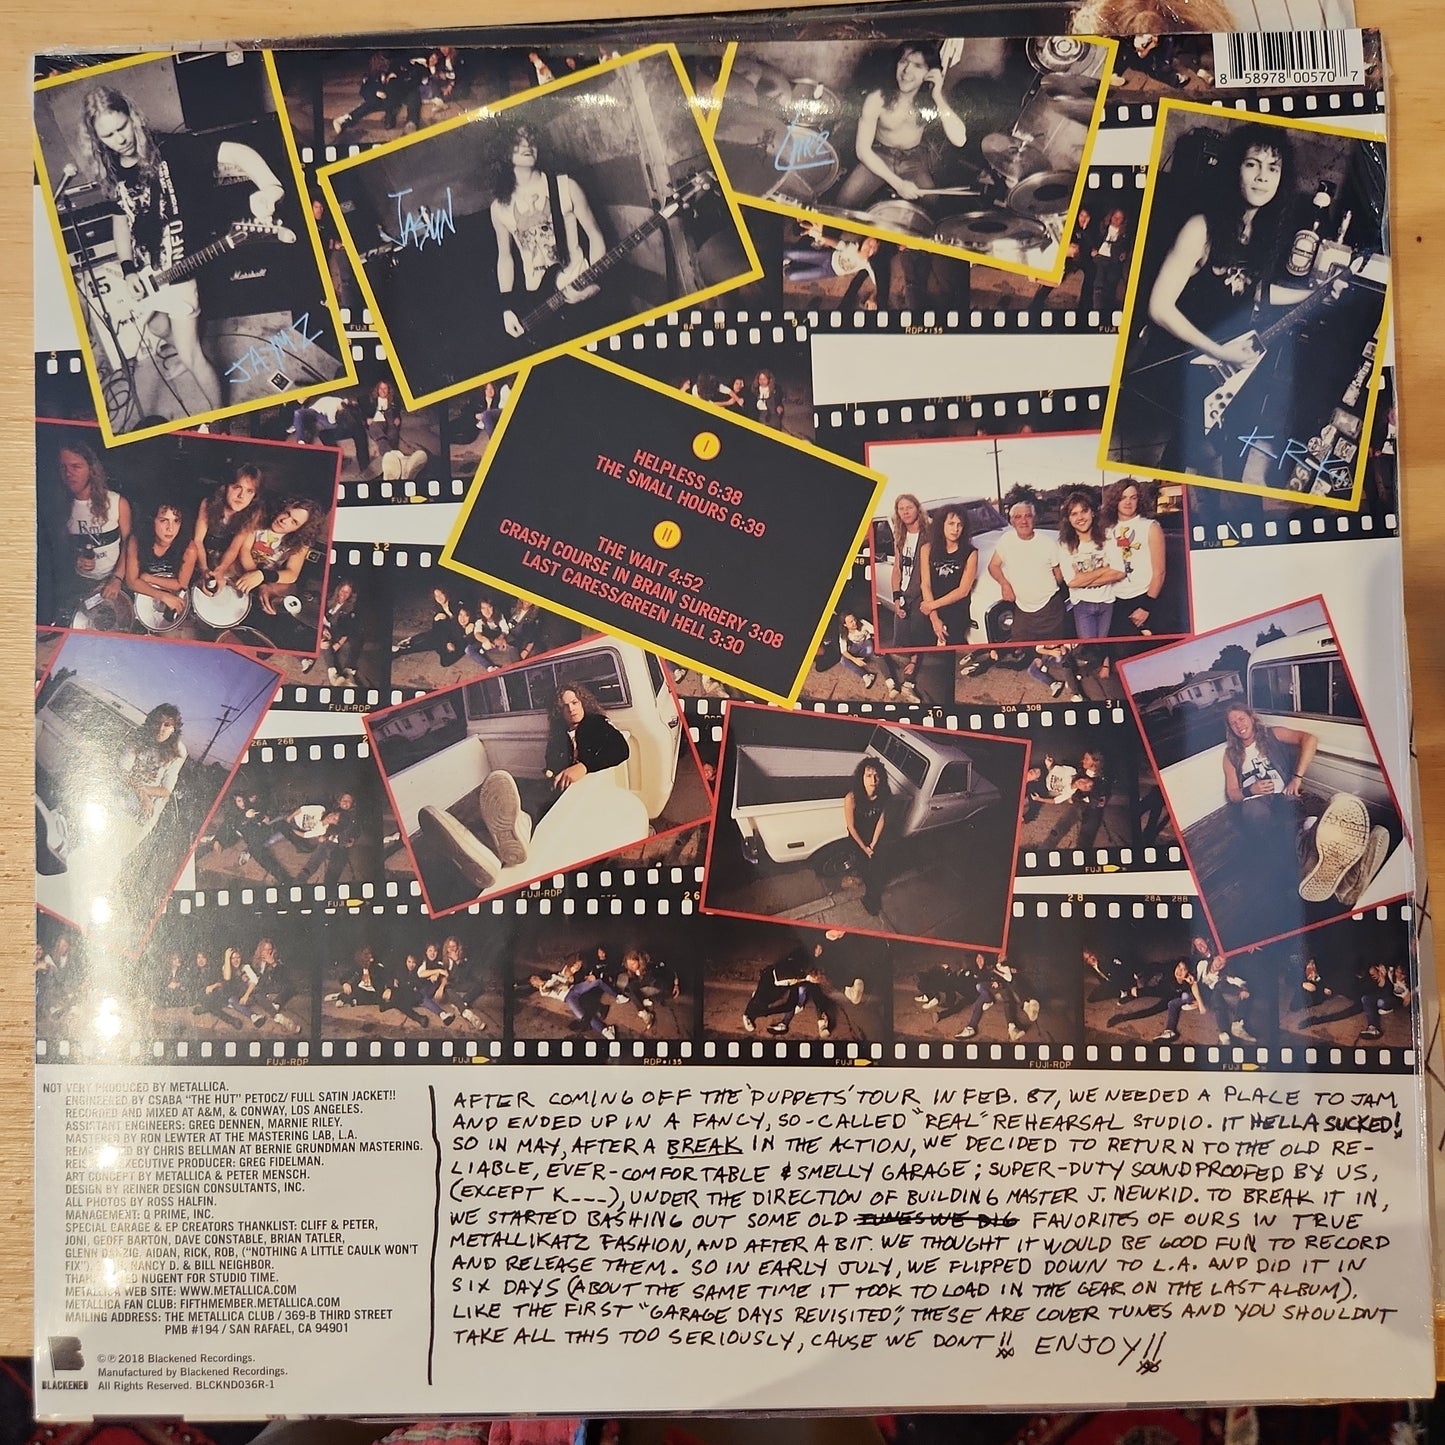 8 58978 00570 7
JAYMZ
JASUN
KRK
I
HELPLESS 6:38
THE SMALL HOURS 6:39
II
THE WAIT 4:52
CRASH COURSE IN BRAIN SURGERY 3:08
LAST CARESS/GREEN HELL 3:30
NOT VERY PRODUCED BY METALLICA.
ENGINEERED BY CSABA "THE HUT" PETOCZ/ FULL SATIN JACKET!!
RECORDED AND MIXED AT A&M, & CONWAY, LOS ANGELES.
ASSISTANT ENGINEERS: GREG DENNEN, MARNIE RILEY.
MASTERED BY RON LEWTER AT THE MASTERING LAB, L.A.
BY CHRIS BELLMAN AT BERNIE GRUNDMAN MASTERING.
EXECUTIVE PRODUCER: GREG FIDELMAN.
ART CONCEPT BY METALLICA & PETER MENSCH.
DESIGN BY REINER DESIGN CONSULTANTS, INC.
ALL PHOTOS BY ROSS HALFIN.
MANAGEMENT: Q PRIME, INC.
SPECIAL GARAGE & EP CREATORS THANKLIST: CLIFF & PETER,
JONI, GEOFF BARTON, DAVE CONSTABLE, BRIAN TATLER,
GLENN DANZIG, AIDAN, RICK, ROB, ("NOTHING A LITTLE CAULK WON'T
FIX"), NANCY D. & BILL NEIGHBOR.
NUGENT FOR STUDIO TIME.
METALLICA WEB SITE: WWW.METALLICA.COM
METALLICA FAN CLUB: FIFTHMEMBER.METALLICA.COM
MAILING ADDRESS: THE METALLICA CLUB / 369-B THIRD STREET
PMB #194 / SAN RAFAEL, CA 94901
BLACKENED
©℗ 2018 Blackened Recordings.
Manufactured by Blackened Recordings.
All Rights Reserved. BLCKND036R-1
AFTER COMING OFF THE 'PUPPETS' TOUR IN FEB. 87, WE NEEDED A PLACE TO JAM
AND ENDED UP IN A FANCY, SO-CALLED "REAL" REHEARSAL STUDIO. IT HELLA SUCKED!
SO IN MAY, AFTER A BREAK IN THE ACTION, WE DECIDED TO RETURN TO THE OLD RE-
LIABLE, EVER-COMFORTABLE & SMELLY GARAGE; SUPER-DUTY SOUNDPROOFED BY US,
(EXCEPT K___), UNDER THE DIRECTION OF BUILDING MASTER J. NEWKID. TO BREAK IT IN,
WE STARTED BASHING OUT SOME OLD TUNES WE DIG FAVORITES OF OURS IN TRUE
METALLIKATZ FASHION, AND AFTER A BIT. WE THOUGHT IT WOULD BE GOOD FUN TO RECORD
AND RELEASE THEM. SO IN EARLY JULY, WE FLIPPED DOWN TO L.A. AND DID IT IN
SIX DAYS (ABOUT THE SAME TIME IT TOOK TO LOAD IN THE GEAR ON THE LAST ALBUM).
LIKE THE FIRST "GARAGE DAYS REVISITED", THESE ARE COVER TUNES AND YOU SHOULDNT
TAKE ALL THIS TOO SERIOUSLY, CAUSE WE DONT!! ENJOY!!